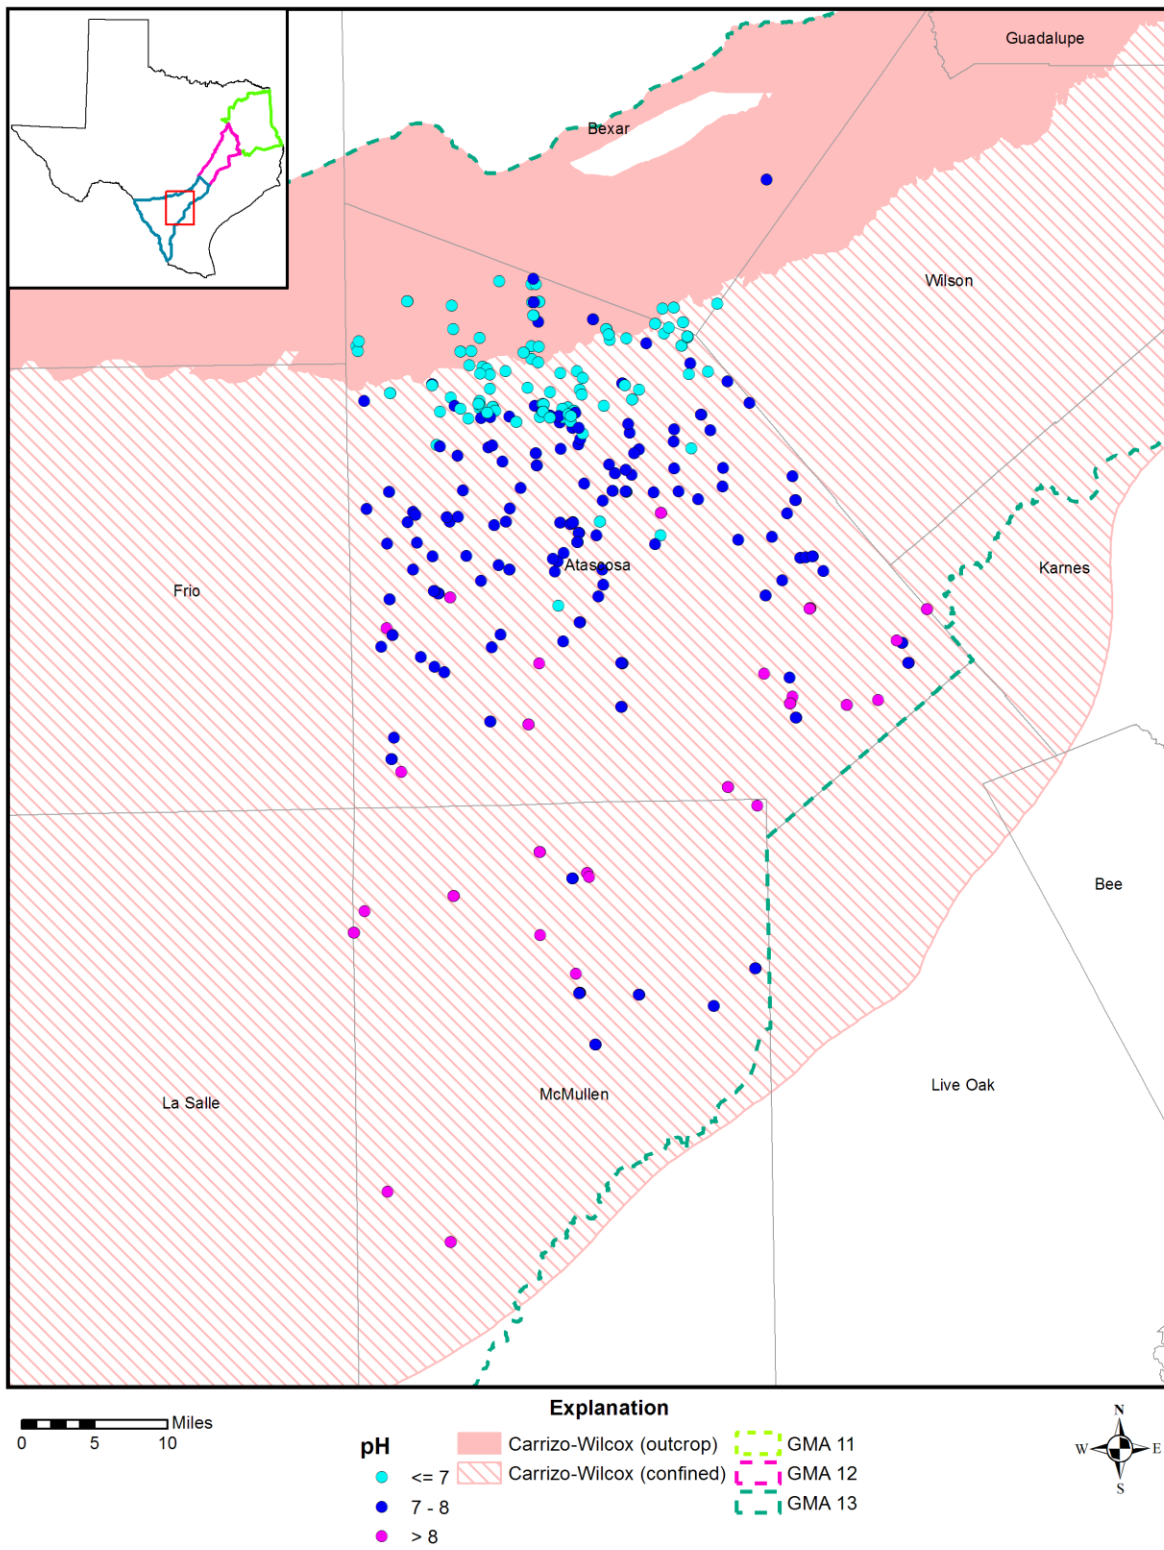 Guadalupe
Bexar
Wilson
Atascosa
Frio
Karnes
Bee
Live Oak
McMullen
La Salle
Miles
0 5 10
Explanation
pH
<= 7
7 - 8
> 8
Carrizo-Wilcox (outcrop)
Carrizo-Wilcox (confined)
GMA 11
GMA 12
GMA 13
N
W E
S